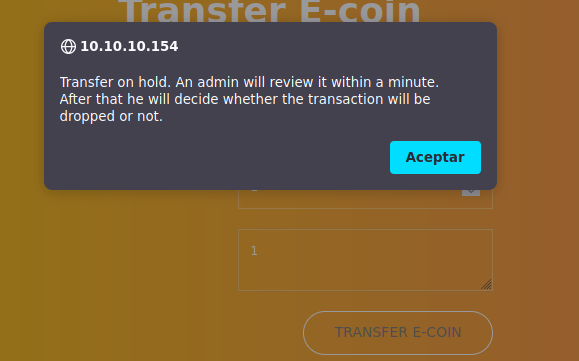 Transfer E-coin
10.10.10.154
Transfer on hold. An admin will review it within a minute.
After that he will decide whether the transaction will be
dropped or not.
Aceptar
1
TRANSFER E-COIN